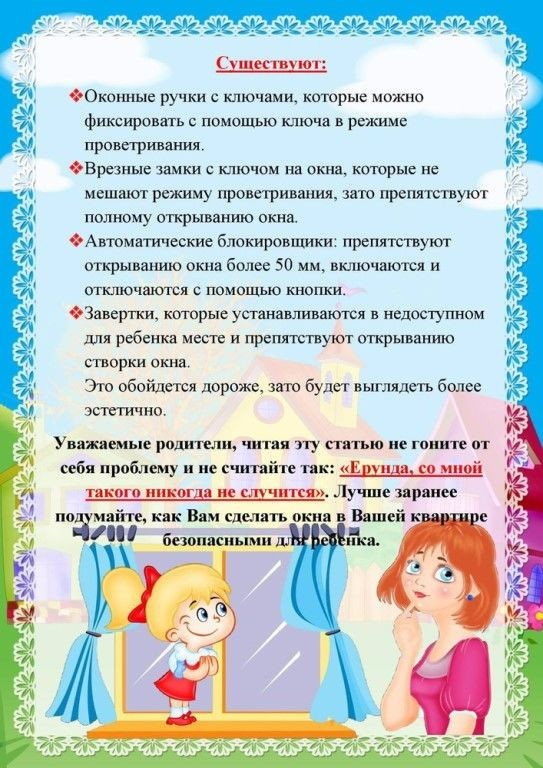 Существуют:
❖Оконные ручки с ключами, которые можно
фиксировать с помощью ключа в режиме
проветривания.
❖Врезные замки с ключом на окна, которые не
мешают режиму проветривания, зато препятствуют
полному открыванию окна.
❖Автоматические блокировщики: препятствуют
открыванию окна более 50 мм, включаются и
отключаются с помощью кнопки.
❖Завертки, которые устанавливаются в недоступном
для ребенка месте и препятствуют открыванию
створки окна.
Это обойдется дороже, зато будет выглядеть более
эстетично.
Уважаемые родители, читая эту статью не гоните от
себя проблему и не считайте так: «Ерунда, со мной
такого никогда не случится». Лучше заранее
подумайте, как Вам сделать окна в Вашей квартире
безопасными для ребенка.